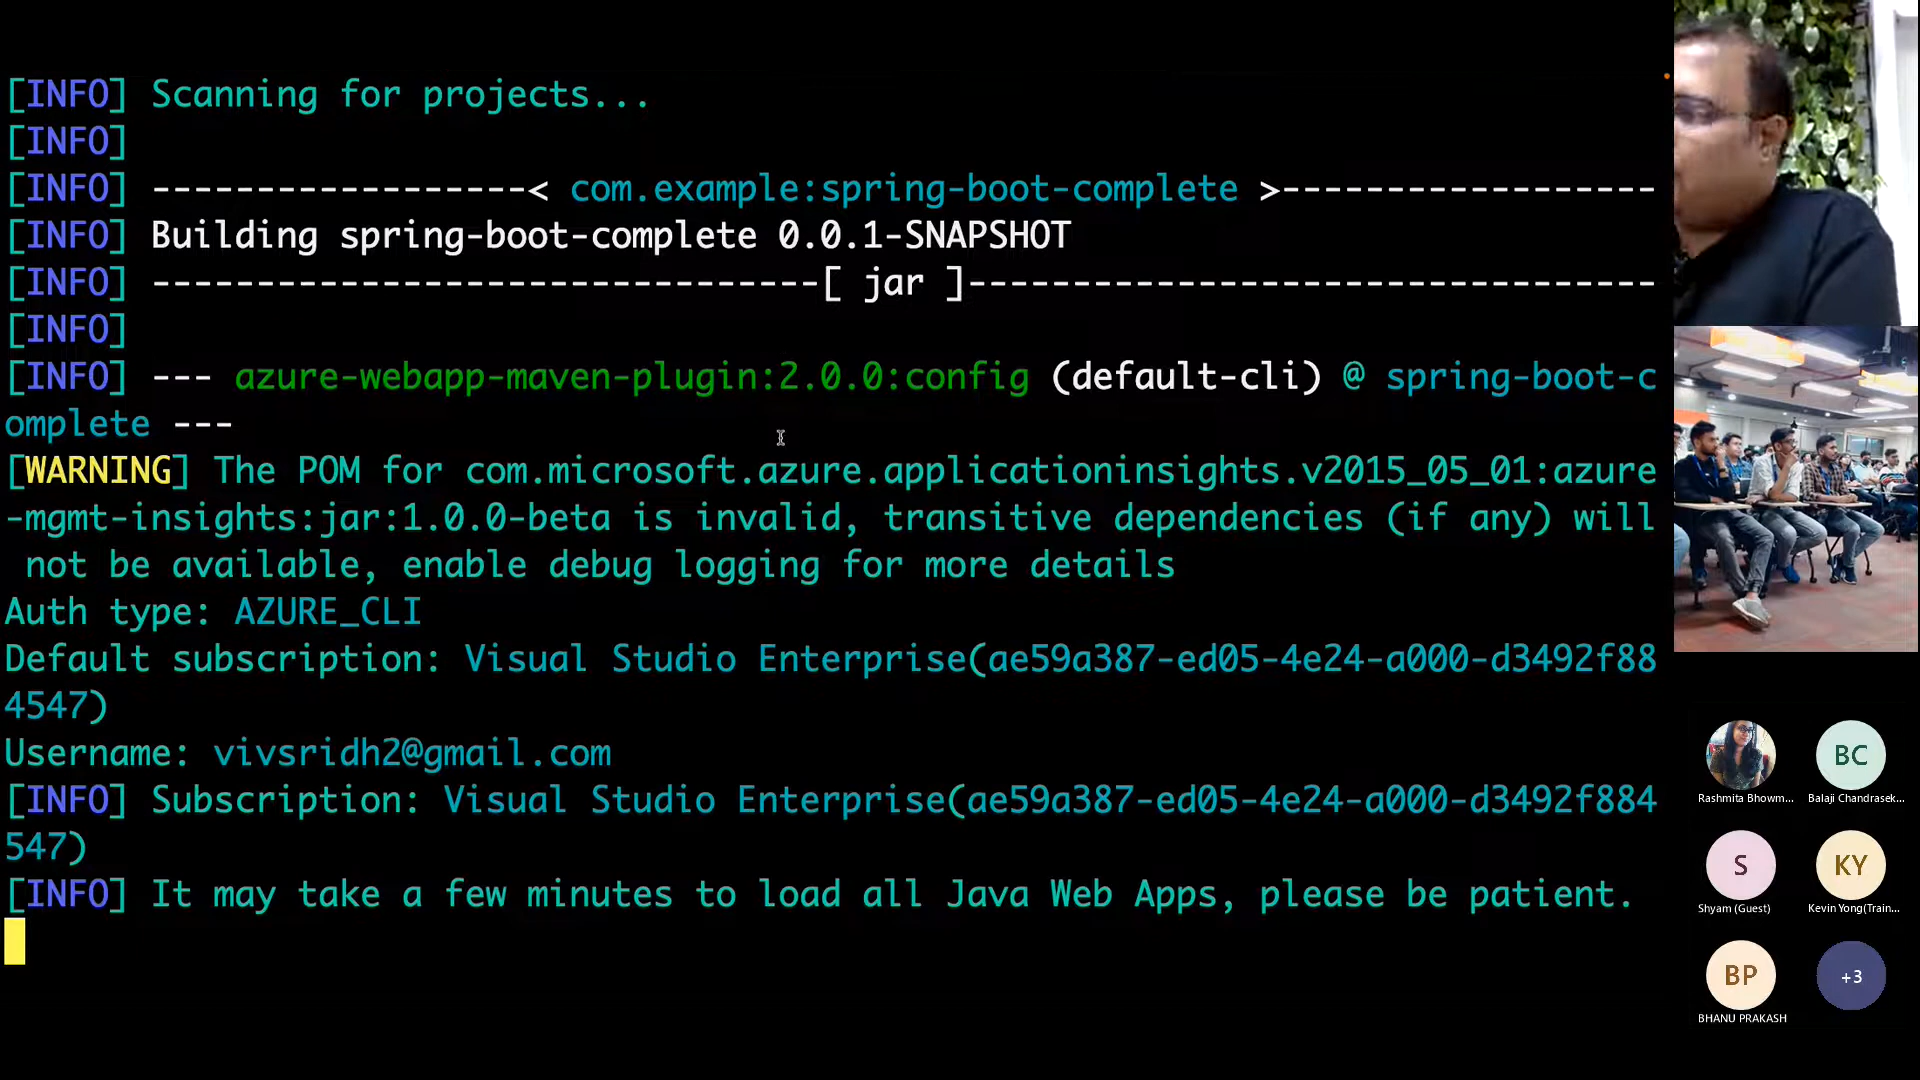 [INFO] Scanning for projects...
[INFO]
[INFO] ------------------< com.example:spring-boot-complete >------------------
[INFO] Building spring-boot-complete 0.0.1-SNAPSHOT
[INFO] --------------------------------[ jar ]---------------------------------
[INFO]
[INFO] --- azure-webapp-maven-plugin:2.0.0:config (default-cli) @ spring-boot-c
omplete ---
[WARNING] The POM for com.microsoft.azure.applicationinsights.v2015_05_01:azure
-mgmt-insights:jar:1.0.0-beta is invalid, transitive dependencies (if any) will
 not be available, enable debug logging for more details
Auth type: AZURE_CLI
Default subscription: Visual Studio Enterprise(ae59a387-ed05-4e24-a000-d3492f88
4547)
Username: vivsridh2@gmail.com
[INFO] Subscription: Visual Studio Enterprise(ae59a387-ed05-4e24-a000-d3492f884
547)
[INFO] It may take a few minutes to load all Java Web Apps, please be patient.
BC
Rashmita Bhowm... Balaji Chandrasek...
S KY
Shyam (Guest) Kevin Yong(Train...
BP +3
BHANU PRAKASH